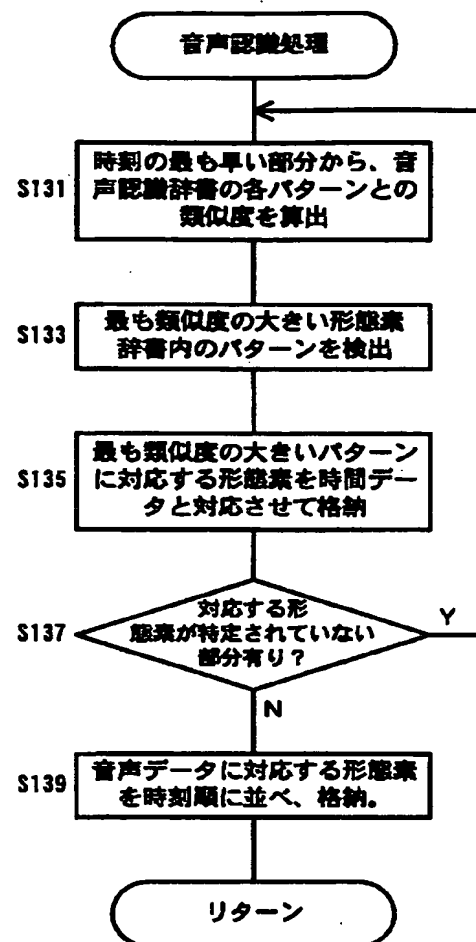 音声認識処理
S131
時刻の最も早い部分から、音
声認識辞書の各パターンとの
類似度を算出
S133
最も類似度の大きい形態素
辞書内のパターンを検出
S135
最も類似度の大きいパターン
に対応する形態素を時間デー
タと対応させて格納
S137
対応する形
態素が特定されていない
部分有り？
Y
N
S139
音声データに対応する形態素
を時刻順に並べ、格納。
リターン